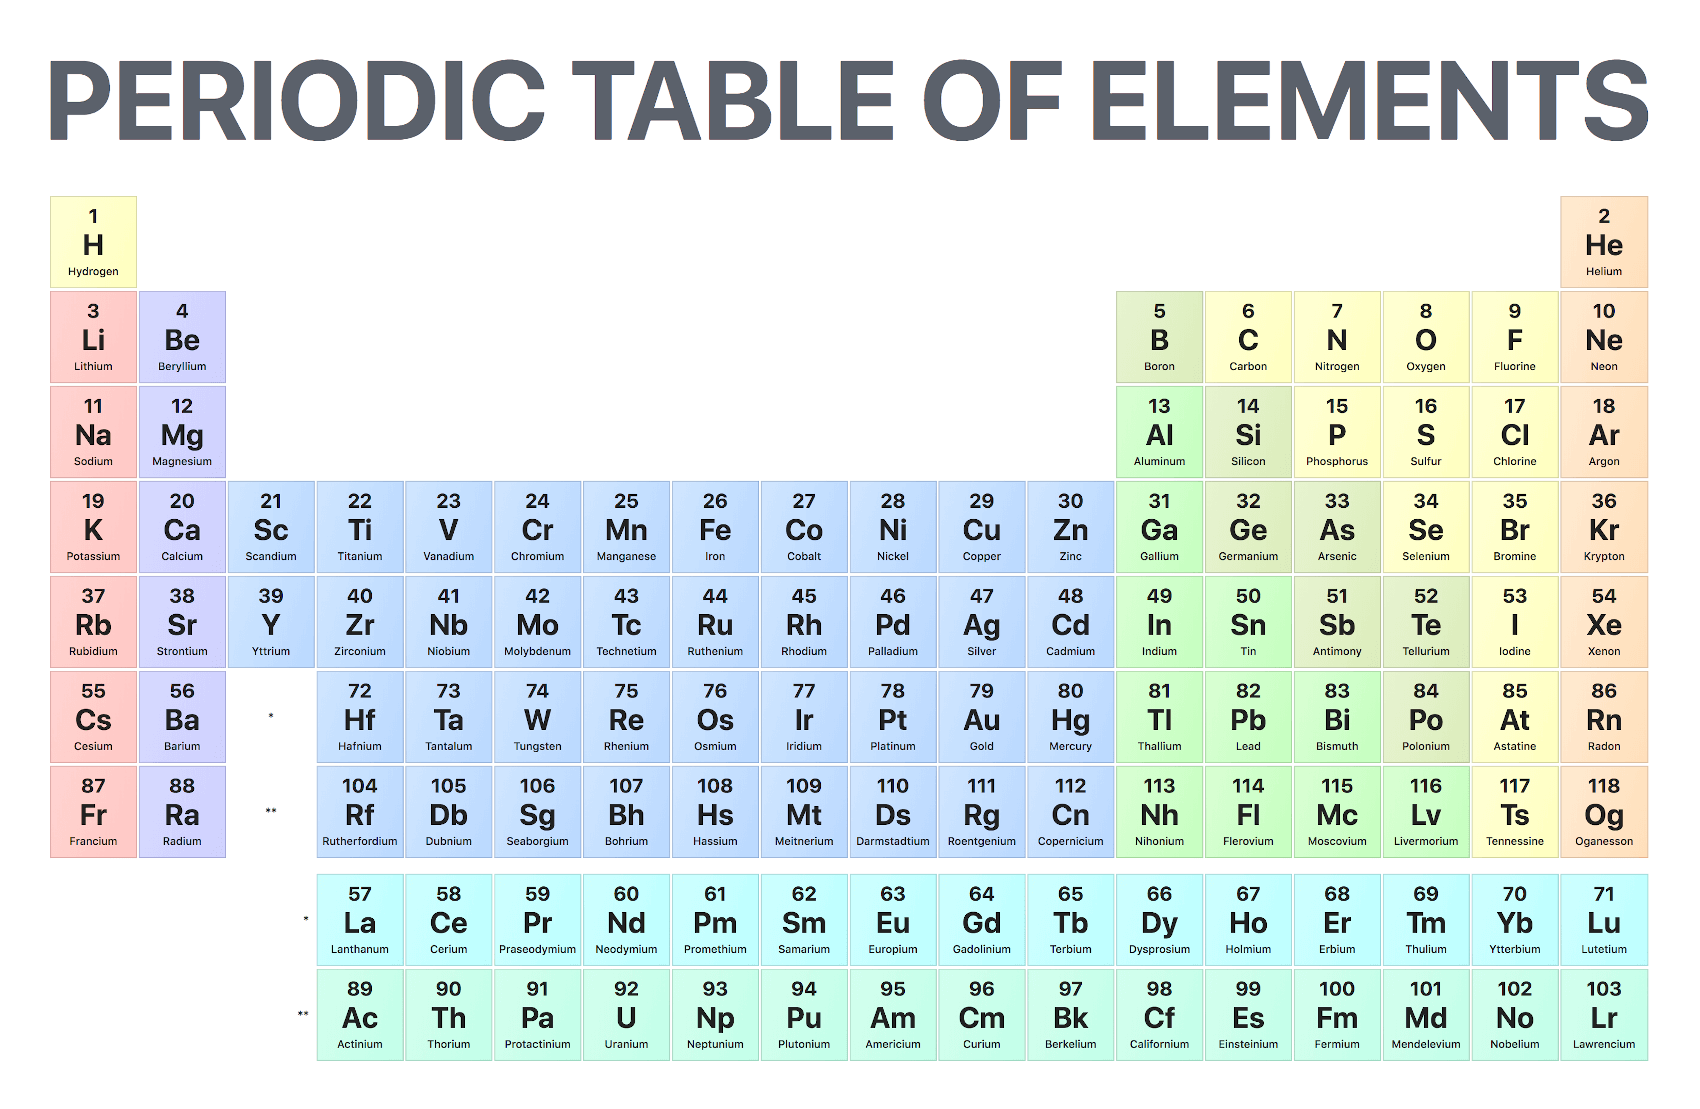 PERIODIC TABLE OF ELEMENTS
1 2
H He
Hydrogen Helium
3 4 5 6 7 8 9 10
Li Be B C N O F Ne
Lithium Beryllium Boron Carbon Nitrogen Oxygen Fluorine Neon
11 12 13 14 15 16 17 18
Na Mg Al Si P S Cl Ar
Sodium Magnesium Aluminum Silicon Phosphorus Sulfur Chlorine Argon
19 20 21 22 23 24 25 26 27 28 29 30 31 32 33 34 35 36
K Ca Sc Ti V Cr Mn Fe Co Ni Cu Zn Ga Ge As Se Br Kr
Potassium Calcium Scandium Titanium Vanadium Chromium Manganese Iron Cobalt Nickel Copper Zinc Gallium Germanium Arsenic Selenium Bromine Krypton
37 38 39 40 41 42 43 44 45 46 47 48 49 50 51 52 53 54
Rb Sr Y Zr Nb Mo Tc Ru Rh Pd Ag Cd In Sn Sb Te I Xe
Rubidium Strontium Yttrium Zirconium Niobium Molybdenum Technetium Ruthenium Rhodium Palladium Silver Cadmium Indium Tin Antimony Tellurium Iodine Xenon
55 56 72 73 74 75 76 77 78 79 80 81 82 83 84 85 86
Cs Ba * Hf Ta W Re Os Ir Pt Au Hg Tl Pb Bi Po At Rn
Cesium Barium Hafnium Tantalum Tungsten Rhenium Osmium Iridium Platinum Gold Mercury Thallium Lead Bismuth Polonium Astatine Radon
87 88 104 105 106 107 108 109 110 111 112 113 114 115 116 117 118
Fr Ra ** Rf Db Sg Bh Hs Mt Ds Rg Cn Nh Fl Mc Lv Ts Og
Francium Radium Rutherfordium Dubnium Seaborgium Bohrium Hassium Meitnerium Darmstadtium Roentgenium Copernicium Nihonium Flerovium Moscovium Livermorium Tennessine Oganesson
57 58 59 60 61 62 63 64 65 66 67 68 69 70 71
* La Ce Pr Nd Pm Sm Eu Gd Tb Dy Ho Er Tm Yb Lu
Lanthanum Cerium Praseodymium Neodymium Promethium Samarium Europium Gadolinium Terbium Dysprosium Holmium Erbium Thulium Ytterbium Lutetium
89 90 91 92 93 94 95 96 97 98 99 100 101 102 103
** Ac Th Pa U Np Pu Am Cm Bk Cf Es Fm Md No Lr
Actinium Thorium Protactinium Uranium Neptunium Plutonium Americium Curium Berkelium Californium Einsteinium Fermium Mendelevium Nobelium Lawrencium